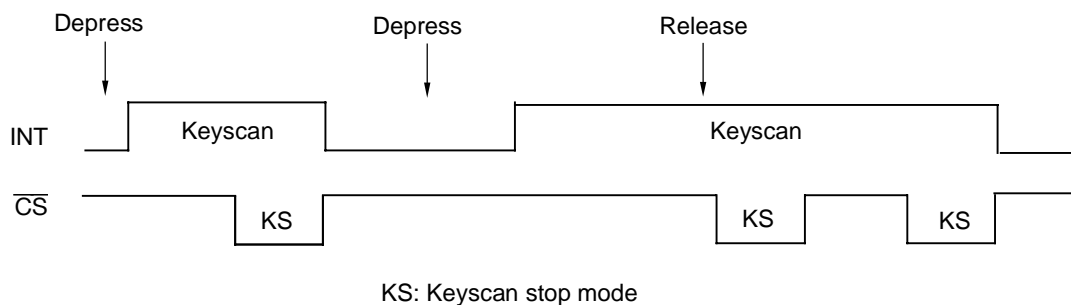 Depress Depress Release
INT Keyscan Keyscan
CS KS KS KS
KS: Keyscan stop mode